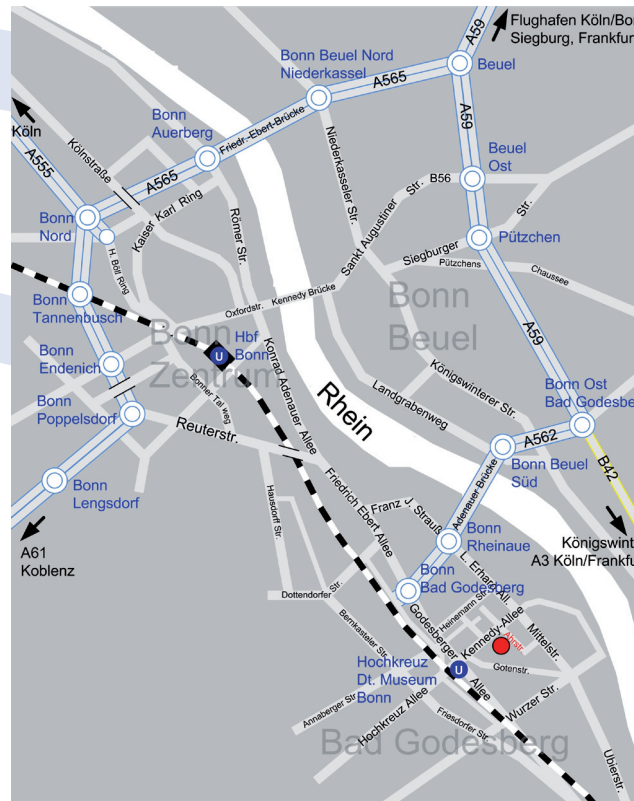 A59
Flughafen Köln/Bon
Siegburg, Frankfur
Bonn Beuel Nord
Niederkassel
A565
Beuel
Köln
Bonn
Auerberg
Friedr.-Ebert-Brücke
A59
Kölnstraße
A555
A565
Niederkasseler Str.
Beuel
Ost
B56
Sankt Augustiner Str.
Bonn
Nord
Kaiser Karl Ring
Römer Str.
H. Böll Ring
Siegburger Str.
Pützchen
Pützchens Chaussee
Bonn
Tannenbusch
Oxfordstr.
Kennedy Brücke
Bonn
Beuel
A59
Bonn
Zentrum
U
Hbf
Bonn
Bonn
Endenich
Konrad Adenauer Allee
Rhein
Königswinterer Str.
Landgrabenweg
Bonn Ost
Bad Godesbe
Bonn
Poppelsdorf
Bonner Tal weg
Reuterstr.
A562
Bonn Beuel
Süd
B42
Bonn
Lengsdorf
Hausdorff Str.
Friedrich Ebert Allee
Franz J. Strauß
Adenauer Brücke
Bonn
Rheinaue
A61
Koblenz
Königswint
A3 Köln/Frankfu
Bonn
Bad Godesberg
L. Erhard All.
Dottendorfer Str.
Bernkasteler Str.
Godesberger Allee
Heinemann Str.
Kennedy-Allee
Ahrstr.
Mittelstr.
Hochkreuz
Dt. Museum
Bonn
U
Gotenstr.
Annaberger Str.
Hochkreuz Allee
Friesdorfer Str.
Wurzer Str.
Bad Godesberg
Ubierstr.